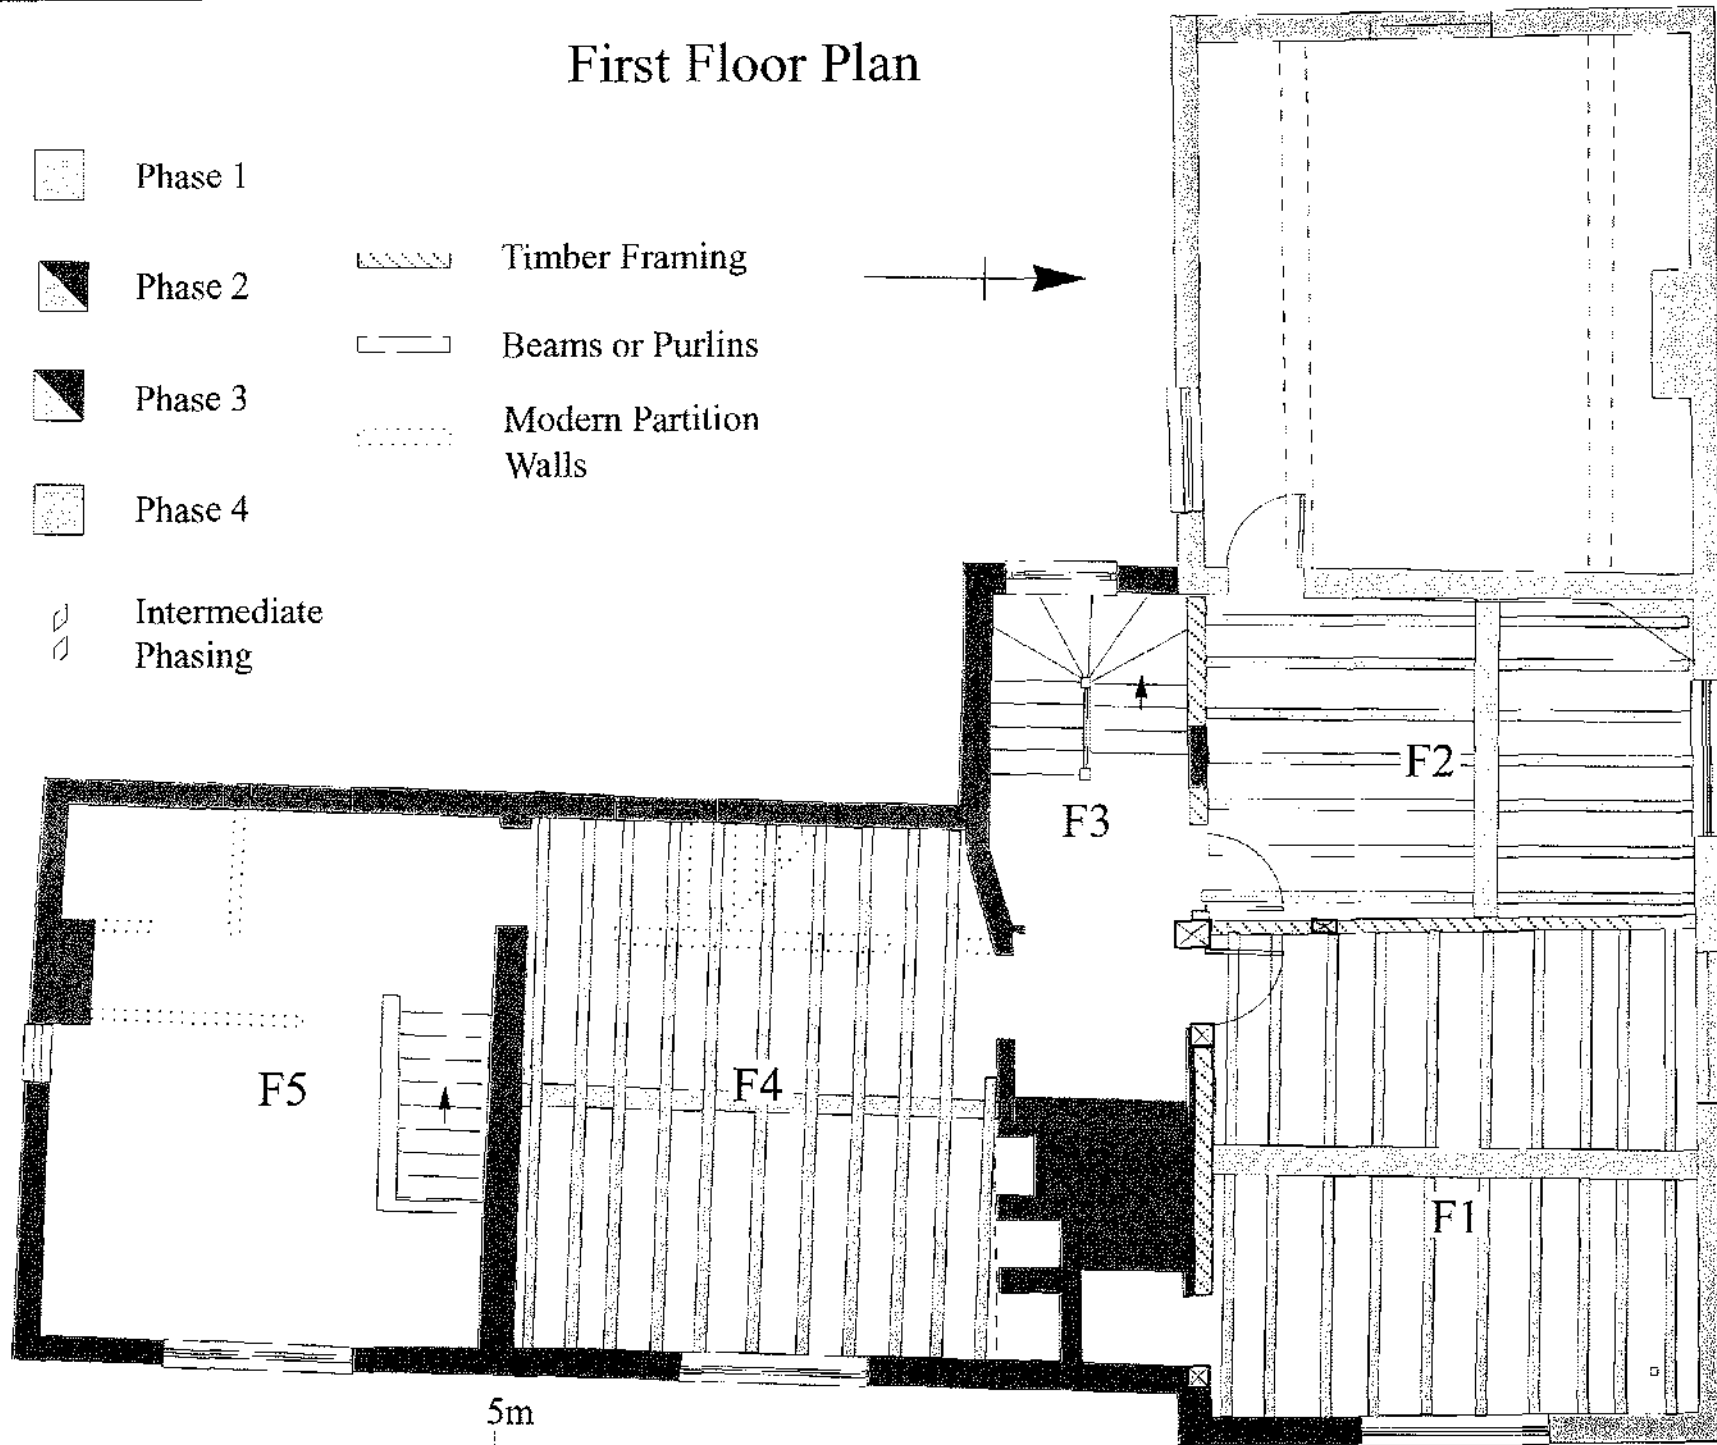 First Floor Plan
Phase 1
Phase 2
Phase 3
Phase 4
Intermediate
Phasing
Timber Framing
Beams or Purlins
Modern Partition
Walls
F2
F3
F4
F5
F1
5m